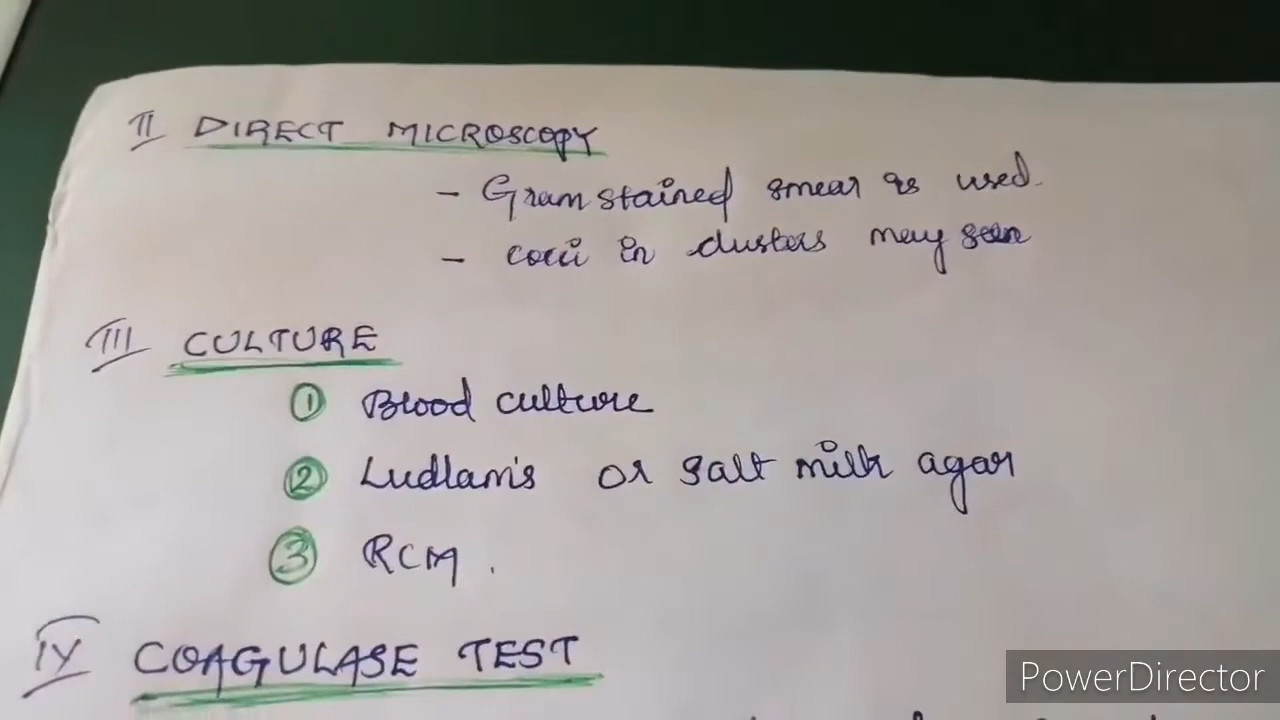 II DIRECT MICROSCOPY
- Gram stained smear is used.
- cocci in clusters may seen
III CULTURE
① Blood culture
② Ludlam's or salt milk agar
③ RCM.
IV COAGULASE TEST
PowerDirector